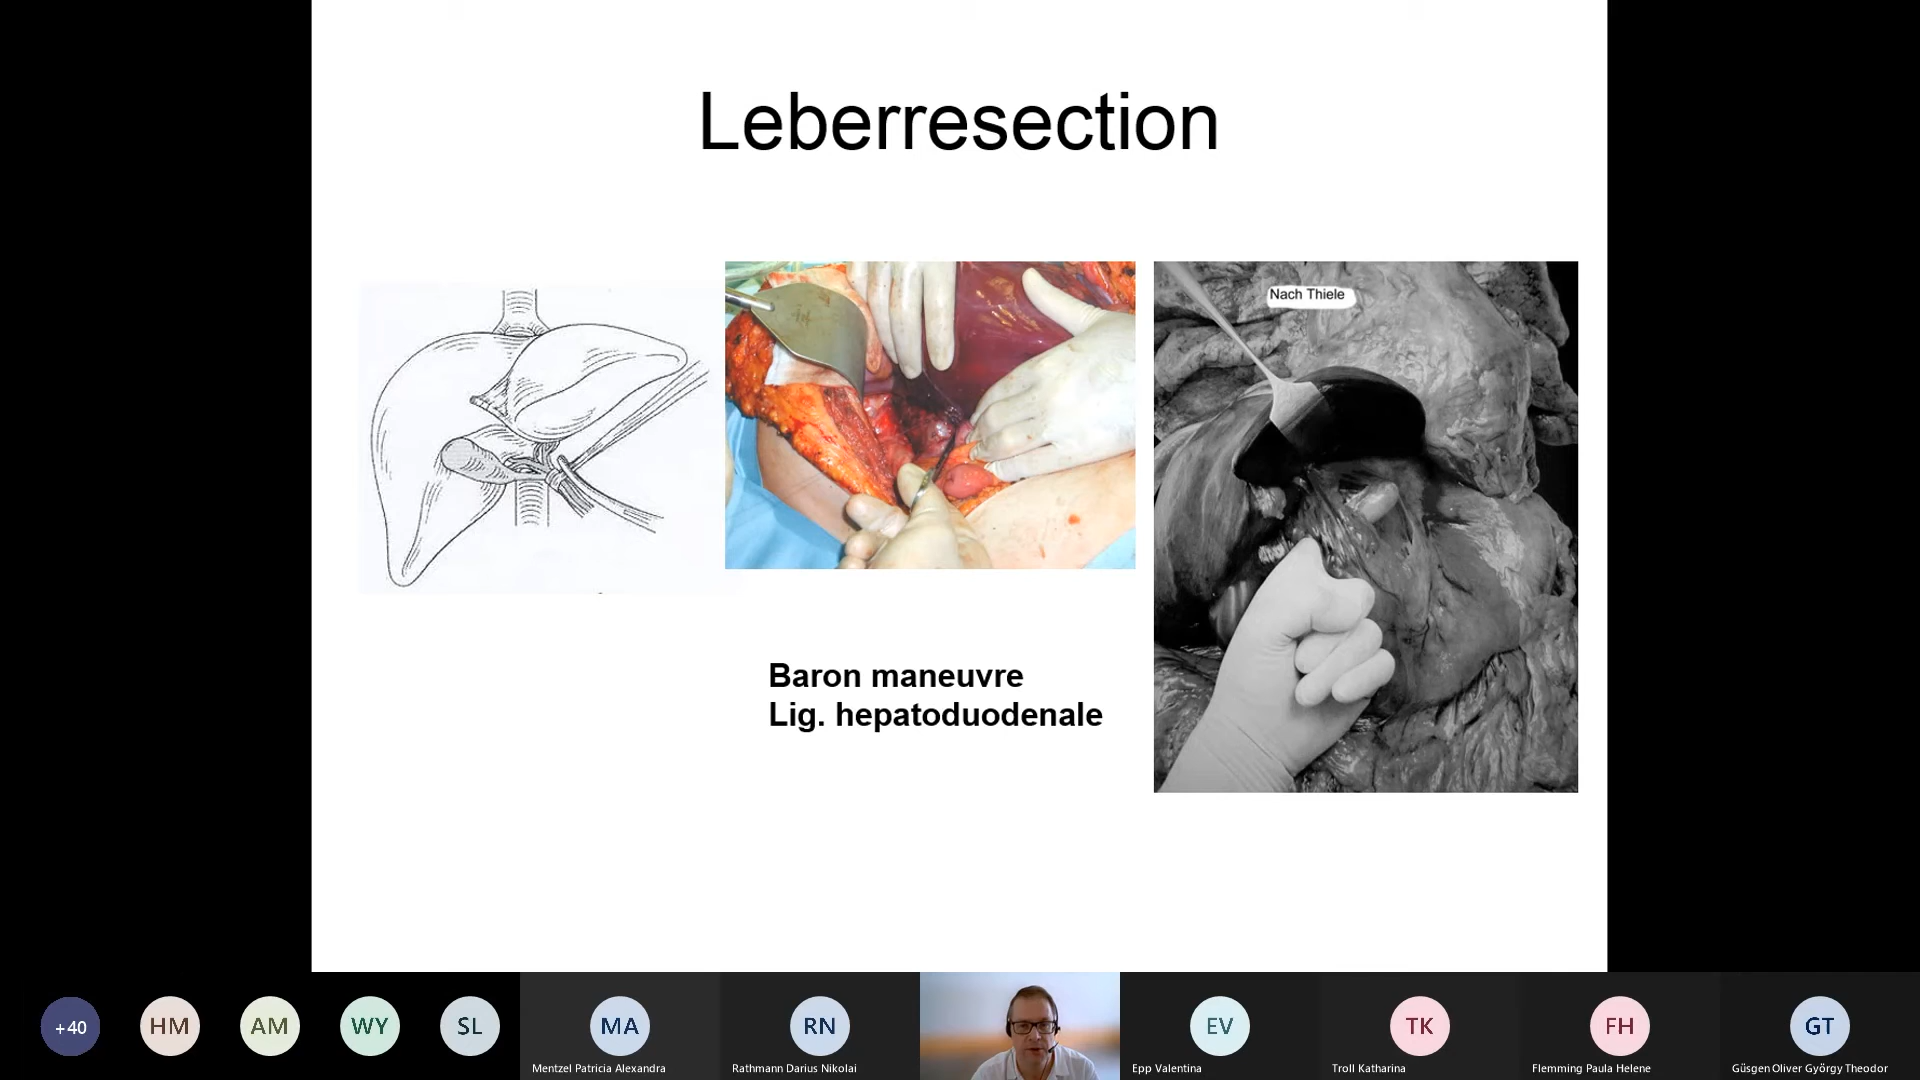 Leberresection
Nach Thiele
Baron maneuvre
Lig. hepatoduodenale
+40
HM
AM
WY
SL
MA
Mentzel Patricia Alexandra
RN
Rathmann Darius Nikolai
EV
Epp Valentina
TK
Troll Katharina
FH
Flemming Paula Helene
GT
Güsgen Oliver György Theodor